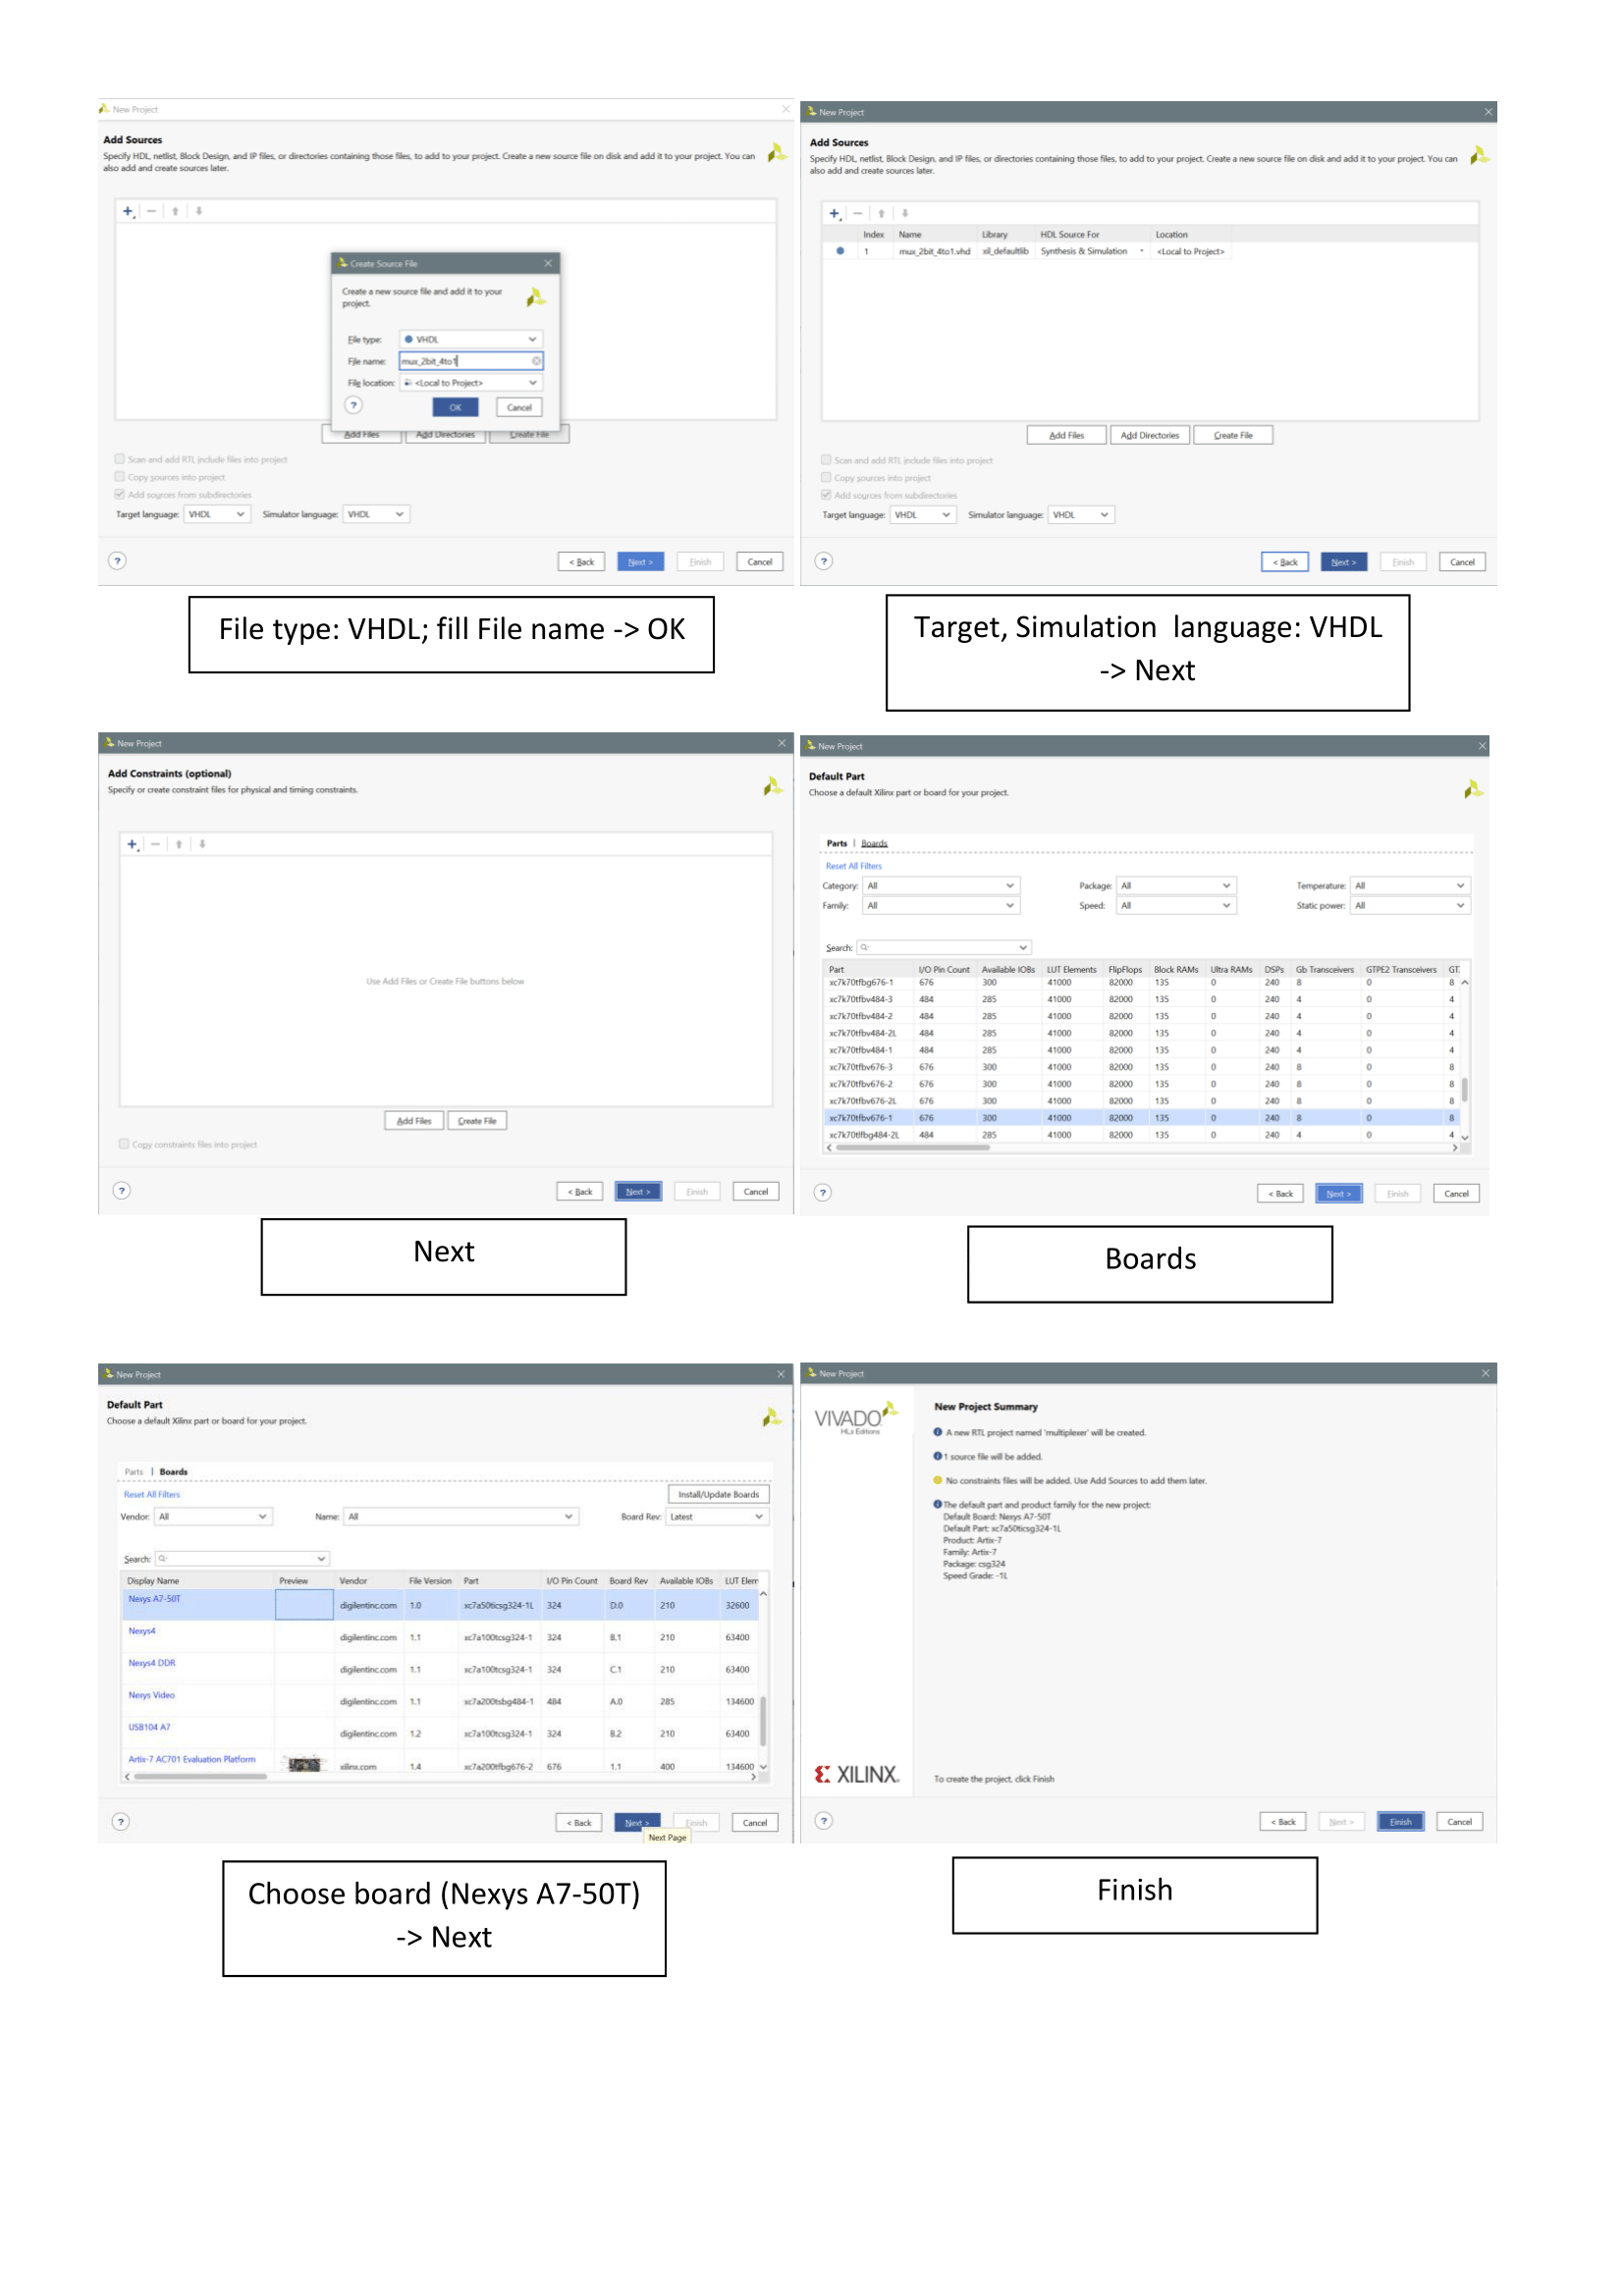 New Project
Add Sources
Specify HDL, netlist, Block Design, and IP files, or directories containing those files, to add to your project. Create a new source file on disk and add it to your project. You can
also add and create sources later.
Create Source File
Create a new source file and add it to your
project.
File type: VHDL
File name: mux_2bit_4to1
File location: <Local to Project>
?
OK
Cancel
Add Files
Add Directories
Create File
Scan and add RTL include files into project
Copy sources into project
Add sources from subdirectories
Target language: VHDL Simulator language: VHDL
? < Back Next > Finish Cancel
File type: VHDL; fill File name -> OK
New Project
Add Sources
Specify HDL, netlist, Block Design, and IP files, or directories containing those files, to add to your project. Create a new source file on disk and add it to your project. You can
also add and create sources later.
Index Name Library HDL Source For Location
1 mux_2bit_4to1.vhd xil_defaultlib Synthesis & Simulation <Local to Project>
Add Files Add Directories Create File
Scan and add RTL include files into project
Copy sources into project
Add sources from subdirectories
Target language: VHDL Simulator language: VHDL
? < Back Next > Finish Cancel
Target, Simulation language: VHDL
-> Next
New Project
Add Constraints (optional)
Specify or create constraint files for physical and timing constraints.
Use Add Files or Create File buttons below
Add Files Create File
Copy constraints files into project
? < Back Next > Finish Cancel
Next
New Project
Default Part
Choose a default Xilinx part or board for your project.
Parts | Boards
Reset All Filters
Category: All Package: All Temperature: All
Family: All Speed: All Static power: All
Search:
Part I/O Pin Count Available IOBs LUT Elements FlipFlops Block RAMs Ultra RAMs DSPs Gb Transceivers GTPE2 Transceivers GT
xc7k70tfbg676-1 676 300 41000 82000 135 0 240 8 0 8
xc7k70tfbv484-3 484 285 41000 82000 135 0 240 4 0 4
xc7k70tfbv484-2 484 285 41000 82000 135 0 240 4 0 4
xc7k70tfbv484-2L 484 285 41000 82000 135 0 240 4 0 4
xc7k70tfbv484-1 484 285 41000 82000 135 0 240 4 0 4
xc7k70tfbv676-3 676 300 41000 82000 135 0 240 8 0 8
xc7k70tfbv676-2 676 300 41000 82000 135 0 240 8 0 8
xc7k70tfbv676-2L 676 300 41000 82000 135 0 240 8 0 8
xc7k70tfbv676-1 676 300 41000 82000 135 0 240 8 0 8
xc7k70tlfbg484-2L 484 285 41000 82000 135 0 240 4 0 4
? < Back Next > Finish Cancel
Boards
New Project
Default Part
Choose a default Xilinx part or board for your project.
Parts | Boards
Reset All Filters
Install/Update Boards
Vendor: All Name: All Board Rev: Latest
Search:
Display Name Preview Vendor File Version Part I/O Pin Count Board Rev Available IOBs LUT Elem
Nexys A7-50T digilentinc.com 1.0 xc7a50ticsg324-1L 324 D.0 210 32600
Nexys4 digilentinc.com 1.1 xc7a100tcsg324-1 324 B.1 210 63400
Nexys4 DDR digilentinc.com 1.1 xc7a100tcsg324-1 324 C.1 210 63400
Nexys Video digilentinc.com 1.1 xc7a200tsbg484-1 484 A.0 285 134600
USB104 A7 digilentinc.com 1.2 xc7a100tcsg324-1 324 B.2 210 63400
Artix-7 AC701 Evaluation Platform xilinx.com 1.4 xc7a200tfbg676-2 676 1.1 400 134600
? < Back Next > Finish Cancel
Next Page
Choose board (Nexys A7-50T)
-> Next
New Project
VIVADO
HLx Editions
New Project Summary
A new RTL project named 'multiplexer' will be created.
1 source file will be added.
No constraints files will be added. Use Add Sources to add them later.
The default part and product family for the new project:
Default Board: Nexys A7-50T
Default Part: xc7a50ticsg324-1L
Product: Artix-7
Family: Artix-7
Package: csg324
Speed Grade: -1L
XILINX.
To create the project, click Finish
? < Back Next > Finish Cancel
Finish